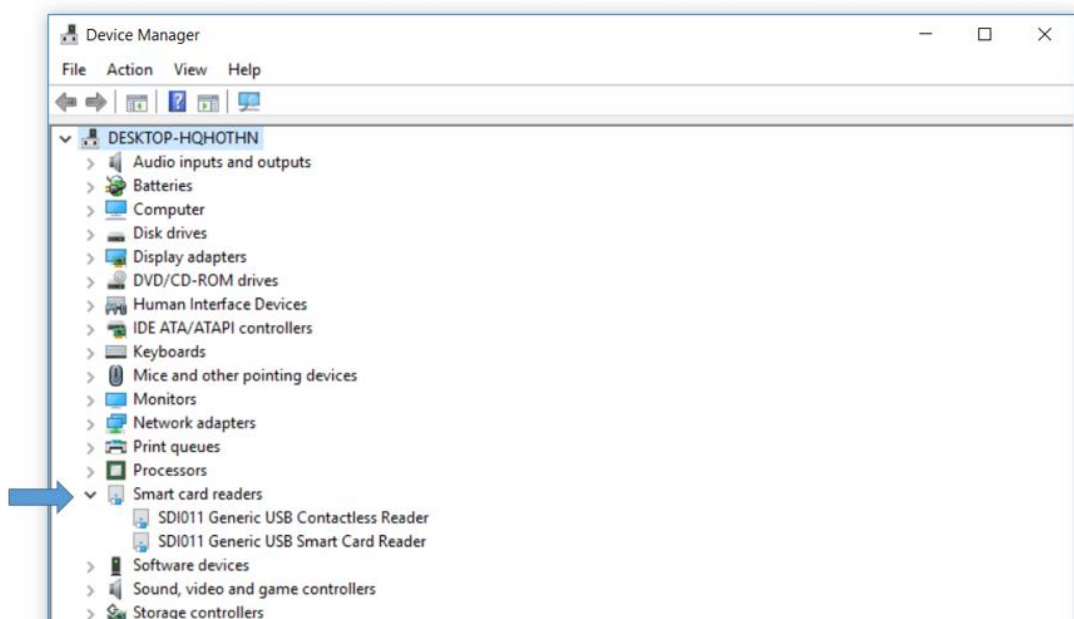 Device Manager
File Action View Help
DESKTOP-HQHOTHN
Audio inputs and outputs
Batteries
Computer
Disk drives
Display adapters
DVD/CD-ROM drives
Human Interface Devices
IDE ATA/ATAPI controllers
Keyboards
Mice and other pointing devices
Monitors
Network adapters
Print queues
Processors
Smart card readers
SDI011 Generic USB Contactless Reader
SDI011 Generic USB Smart Card Reader
Software devices
Sound, video and game controllers
Storage controllers